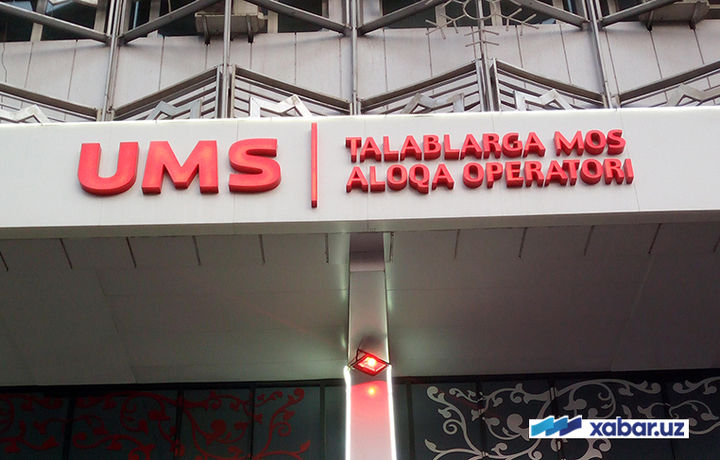 UMS
TALABLARGA MOS
ALOQA OPERATORI
xabar.uz